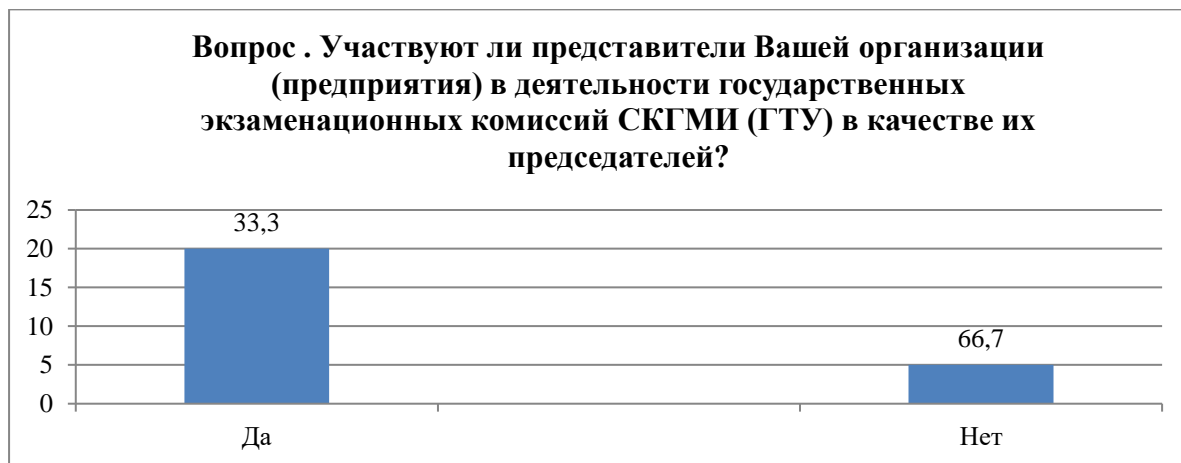 Вопрос . Участвуют ли представители Вашей организации
(предприятия) в деятельности государственных
экзаменационных комиссий СКГМИ (ГТУ) в качестве их
председателей?
25
33,3
20
15
10
66,7
5
0
Да
Нет